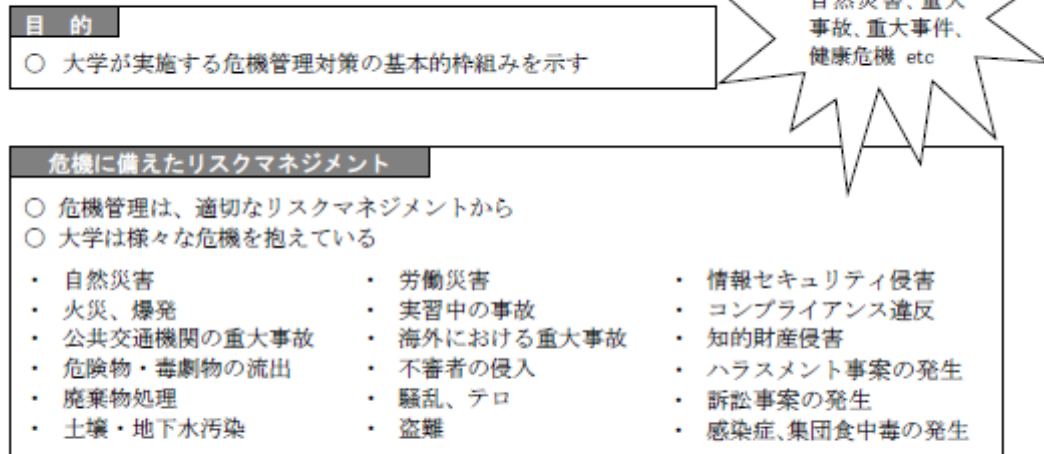 自然災害、重大
事故、重大事件、
健康危機 etc
目 的
○ 大学が実施する危機管理対策の基本的枠組みを示す
危機に備えたリスクマネジメント
○ 危機管理は、適切なリスクマネジメントから
○ 大学は様々な危機を抱えている
・ 自然災害
・ 火災、爆発
・ 公共交通機関の重大事故
・ 危険物・毒劇物の流出
・ 廃棄物処理
・ 土壌・地下水汚染
・ 労働災害
・ 実習中の事故
・ 海外における重大事故
・ 不審者の侵入
・ 騒乱、テロ
・ 盗難
・ 情報セキュリティ侵害
・ コンプライアンス違反
・ 知的財産侵害
・ ハラスメント事案の発生
・ 訴訟事案の発生
・ 感染症、集団食中毒の発生